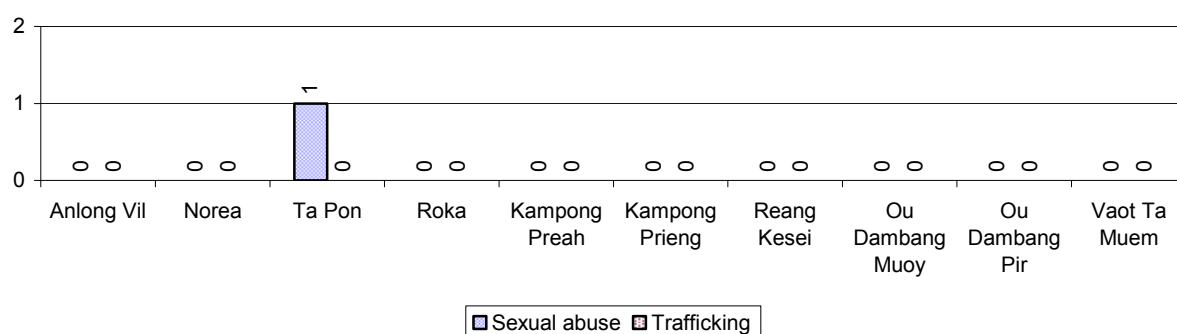 2
1
0
1
0 0 0 0 0 0 0 0 0 0 0 0 0 0 0 0 0 0 0
Anlong Vil Norea Ta Pon Roka Kampong Preah Kampong Prieng Reang Kesei Ou Dambang Muoy Ou Dambang Pir Vaot Ta Muem
Sexual abuse Trafficking